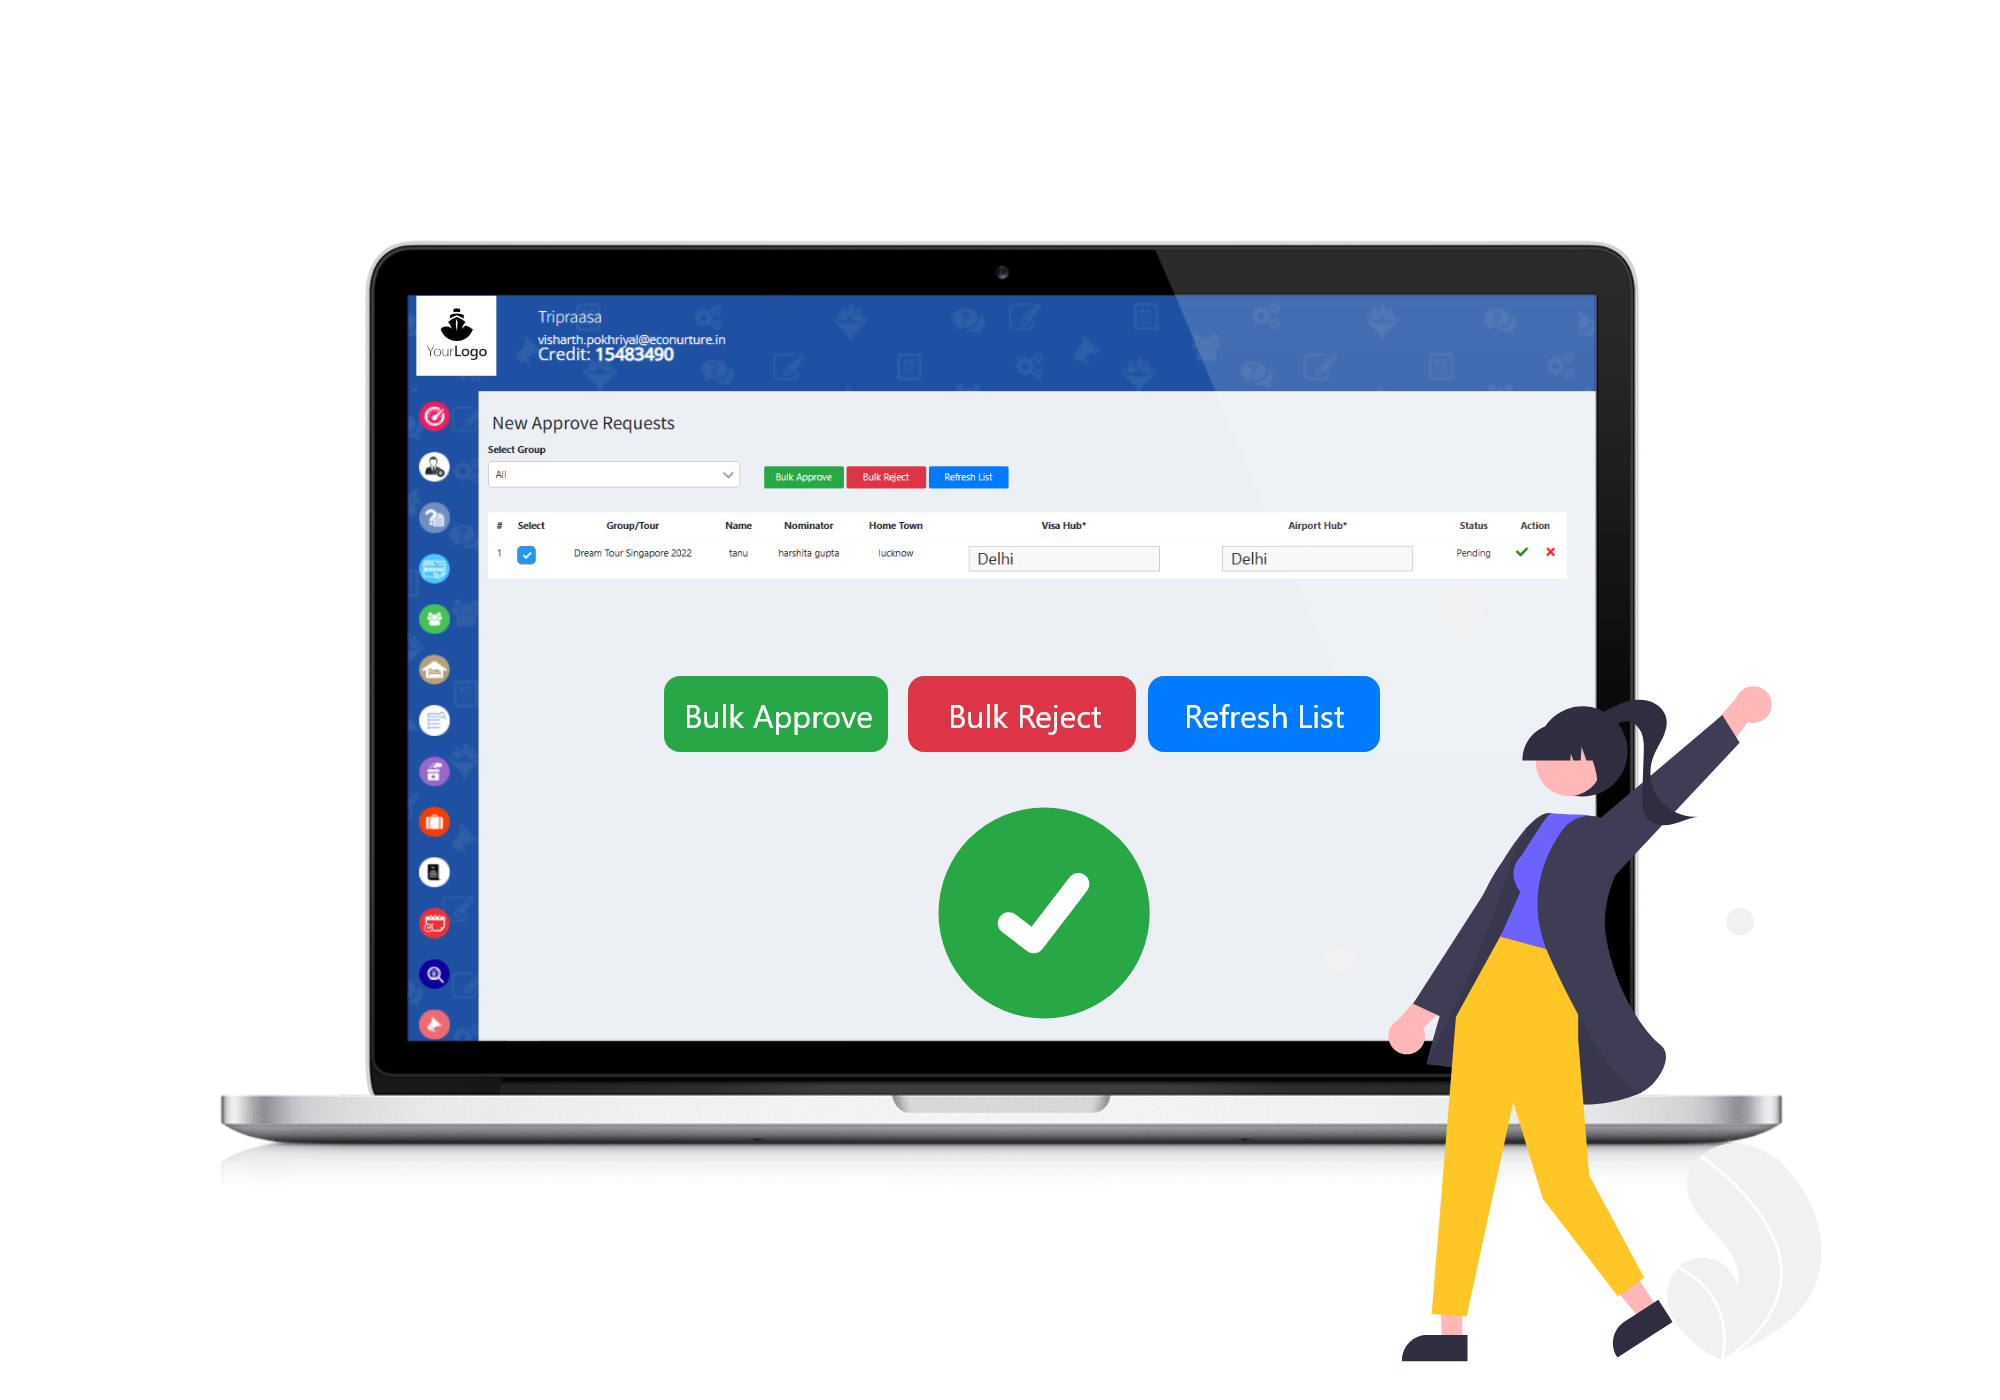 YourLogo
Tripraasa
visharth.pokhriyal@econurture.in
Credit: 15483490
New Approve Requests
Select Group
All
Bulk Approve Bulk Reject Refresh List
# Select Group/Tour Name Nominator Home Town Visa Hub* Airport Hub* Status Action
1 Dream Tour Singapore 2022 tanu harshita gupta lucknow Delhi Delhi Pending
Bulk Approve Bulk Reject Refresh List